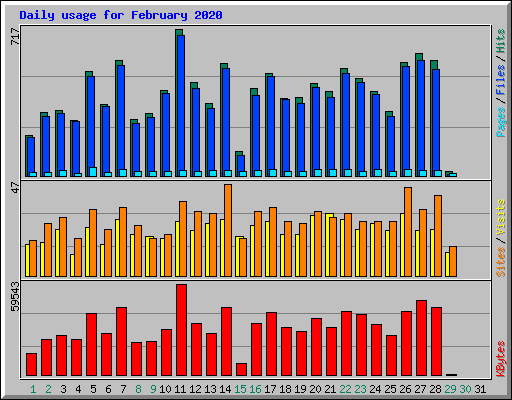 Daily usage for February 2020
717
Pages / Files / Hits
47
Sites / Visits
59543
KBytes
1 2 3 4 5 6 7 8 9 10 11 12 13 14 15 16 17 18 19 20 21 22 23 24 25 26 27 28 29 30 31